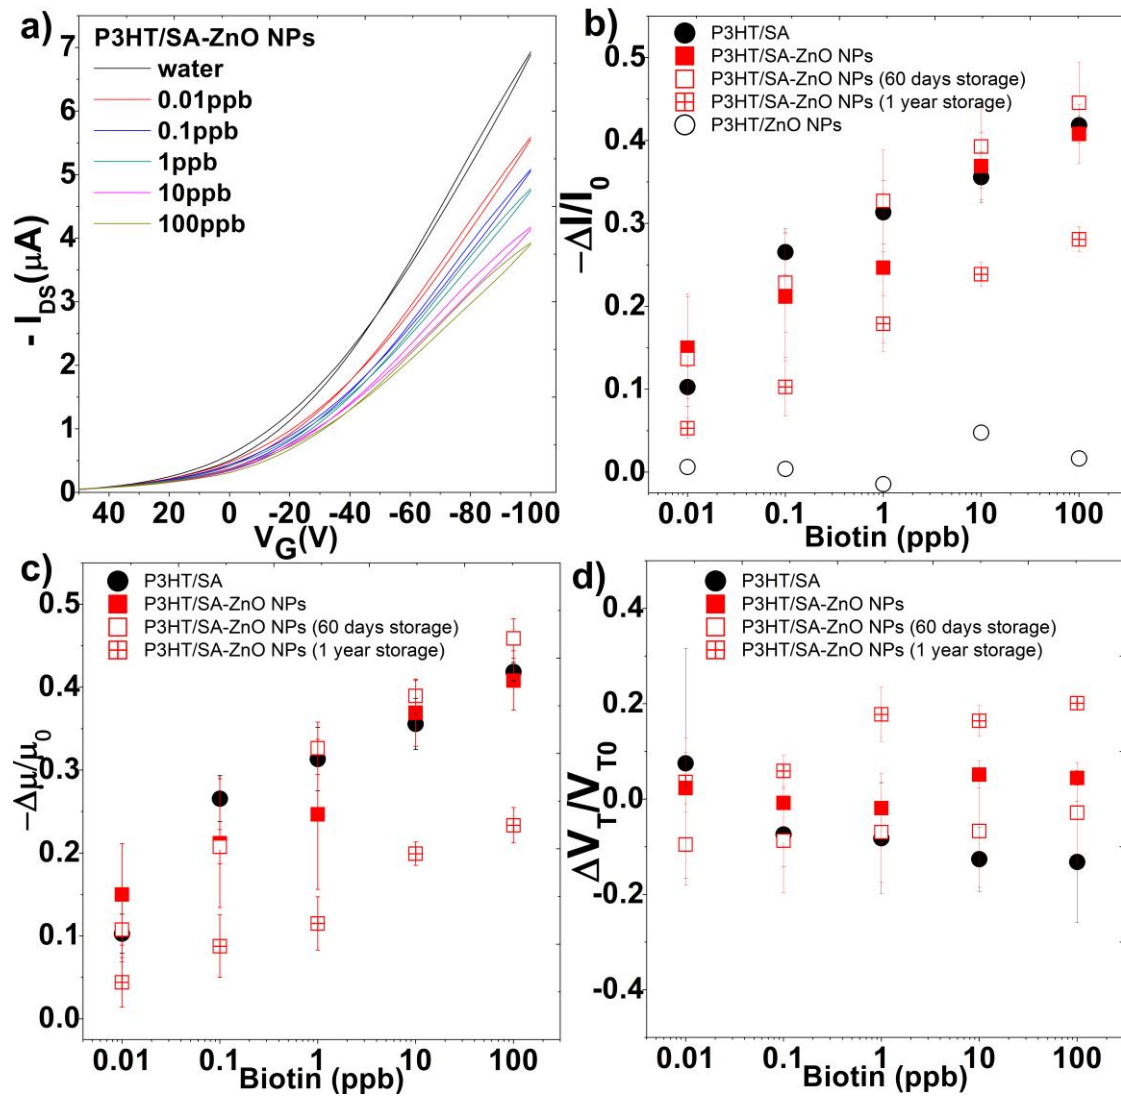 a)
P3HT/SA-ZnO NPs
water
0.01ppb
0.1ppb
1ppb
10ppb
100ppb
7
6
5
4
3
2
1
0
- I_DS(μA)
40 20 0 -20 -40 -60 -80 -100
V_G(V)
b)
P3HT/SA
P3HT/SA-ZnO NPs
P3HT/SA-ZnO NPs (60 days storage)
P3HT/SA-ZnO NPs (1 year storage)
P3HT/ZnO NPs
0.5
0.4
0.3
0.2
0.1
0.0
−ΔI/I_0
0.01 0.1 1 10 100
Biotin (ppb)
c)
P3HT/SA
P3HT/SA-ZnO NPs
P3HT/SA-ZnO NPs (60 days storage)
P3HT/SA-ZnO NPs (1 year storage)
0.5
0.4
0.3
0.2
0.1
0.0
−Δμ/μ_0
0.01 0.1 1 10 100
Biotin (ppb)
d)
P3HT/SA
P3HT/SA-ZnO NPs
P3HT/SA-ZnO NPs (60 days storage)
P3HT/SA-ZnO NPs (1 year storage)
0.4
0.2
0.0
-0.2
-0.4
ΔV_T/V_T0
0.01 0.1 1 10 100
Biotin (ppb)